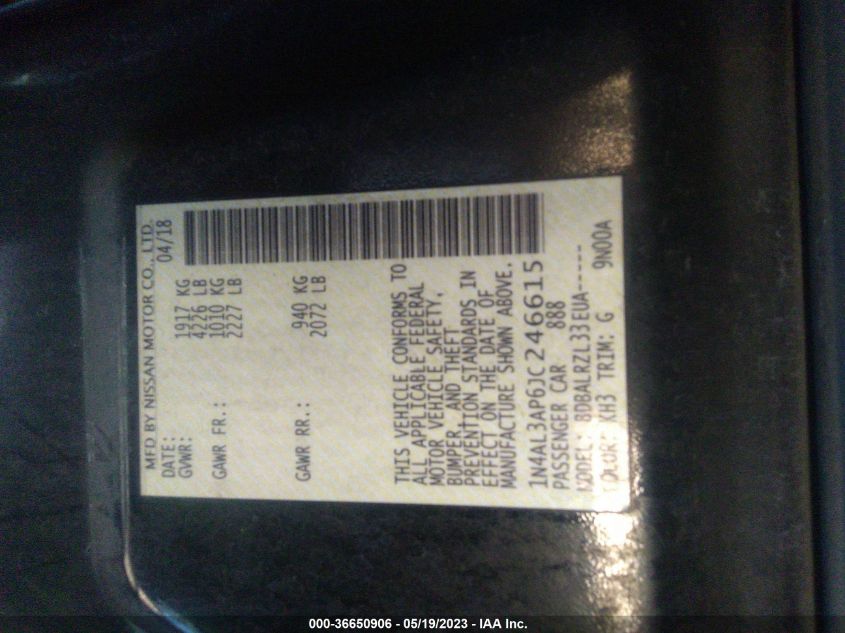 MFD BY NISSAN MOTOR CO., LTD.
DATE: 04/18
GVWR: 1917 KG
4226 LB
GAWR FR.: 1010 KG
2227 LB
GAWR RR.: 940 KG
2072 LB
THIS VEHICLE CONFORMS TO
ALL APPLICABLE FEDERAL
MOTOR VEHICLE SAFETY,
BUMPER, AND THEFT
PREVENTION STANDARDS IN
EFFECT ON THE DATE OF
MANUFACTURE SHOWN ABOVE.
1N4AL3AP6JC246615
PASSENGER CAR 888
MODEL: BDBALRZL33EUA-----
COLOR: KH3 TRIM: G 9N00A
000-36650906 - 05/19/2023 - IAA Inc.